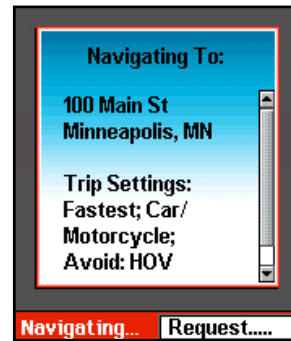 Navigating To:
100 Main St
Minneapolis, MN
Trip Settings:
Fastest; Car/
Motorcycle;
Avoid: HOV
Navigating... Request.....